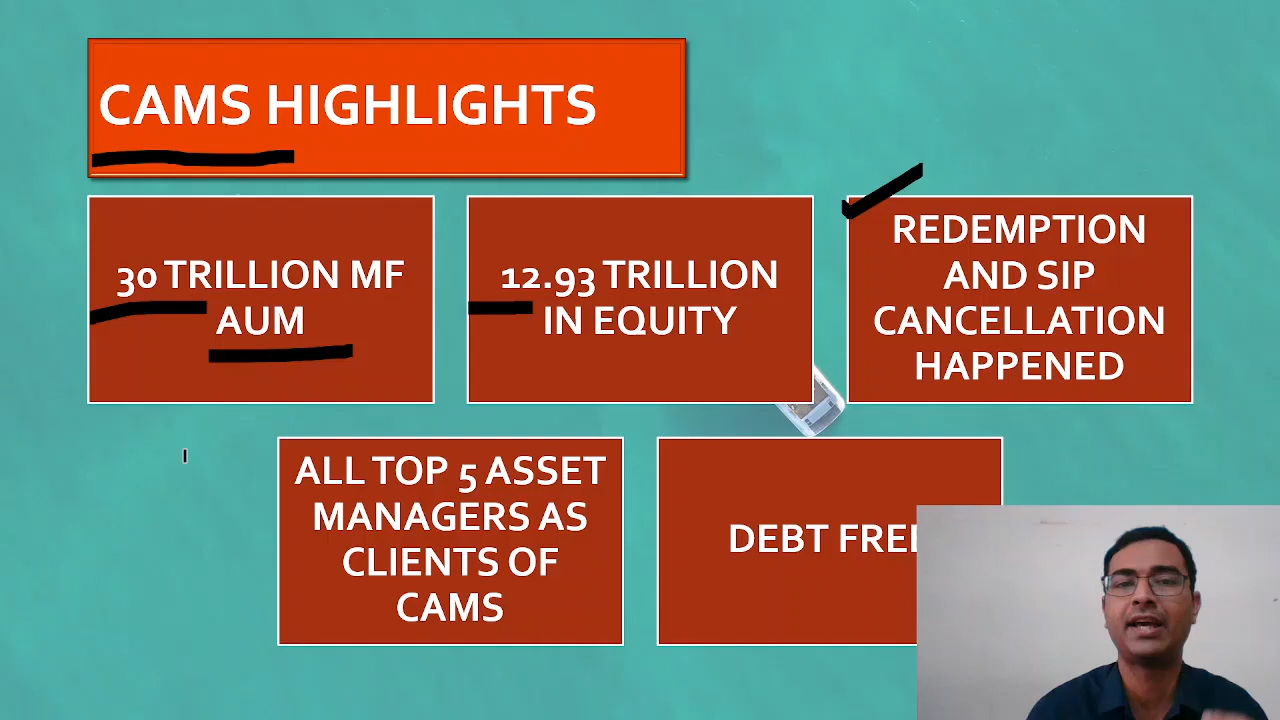 CAMS HIGHLIGHTS
30 TRILLION MF
AUM
12.93 TRILLION
IN EQUITY
REDEMPTION
AND SIP
CANCELLATION
HAPPENED
ALL TOP 5 ASSET
MANAGERS AS
CLIENTS OF
CAMS
DEBT FREE